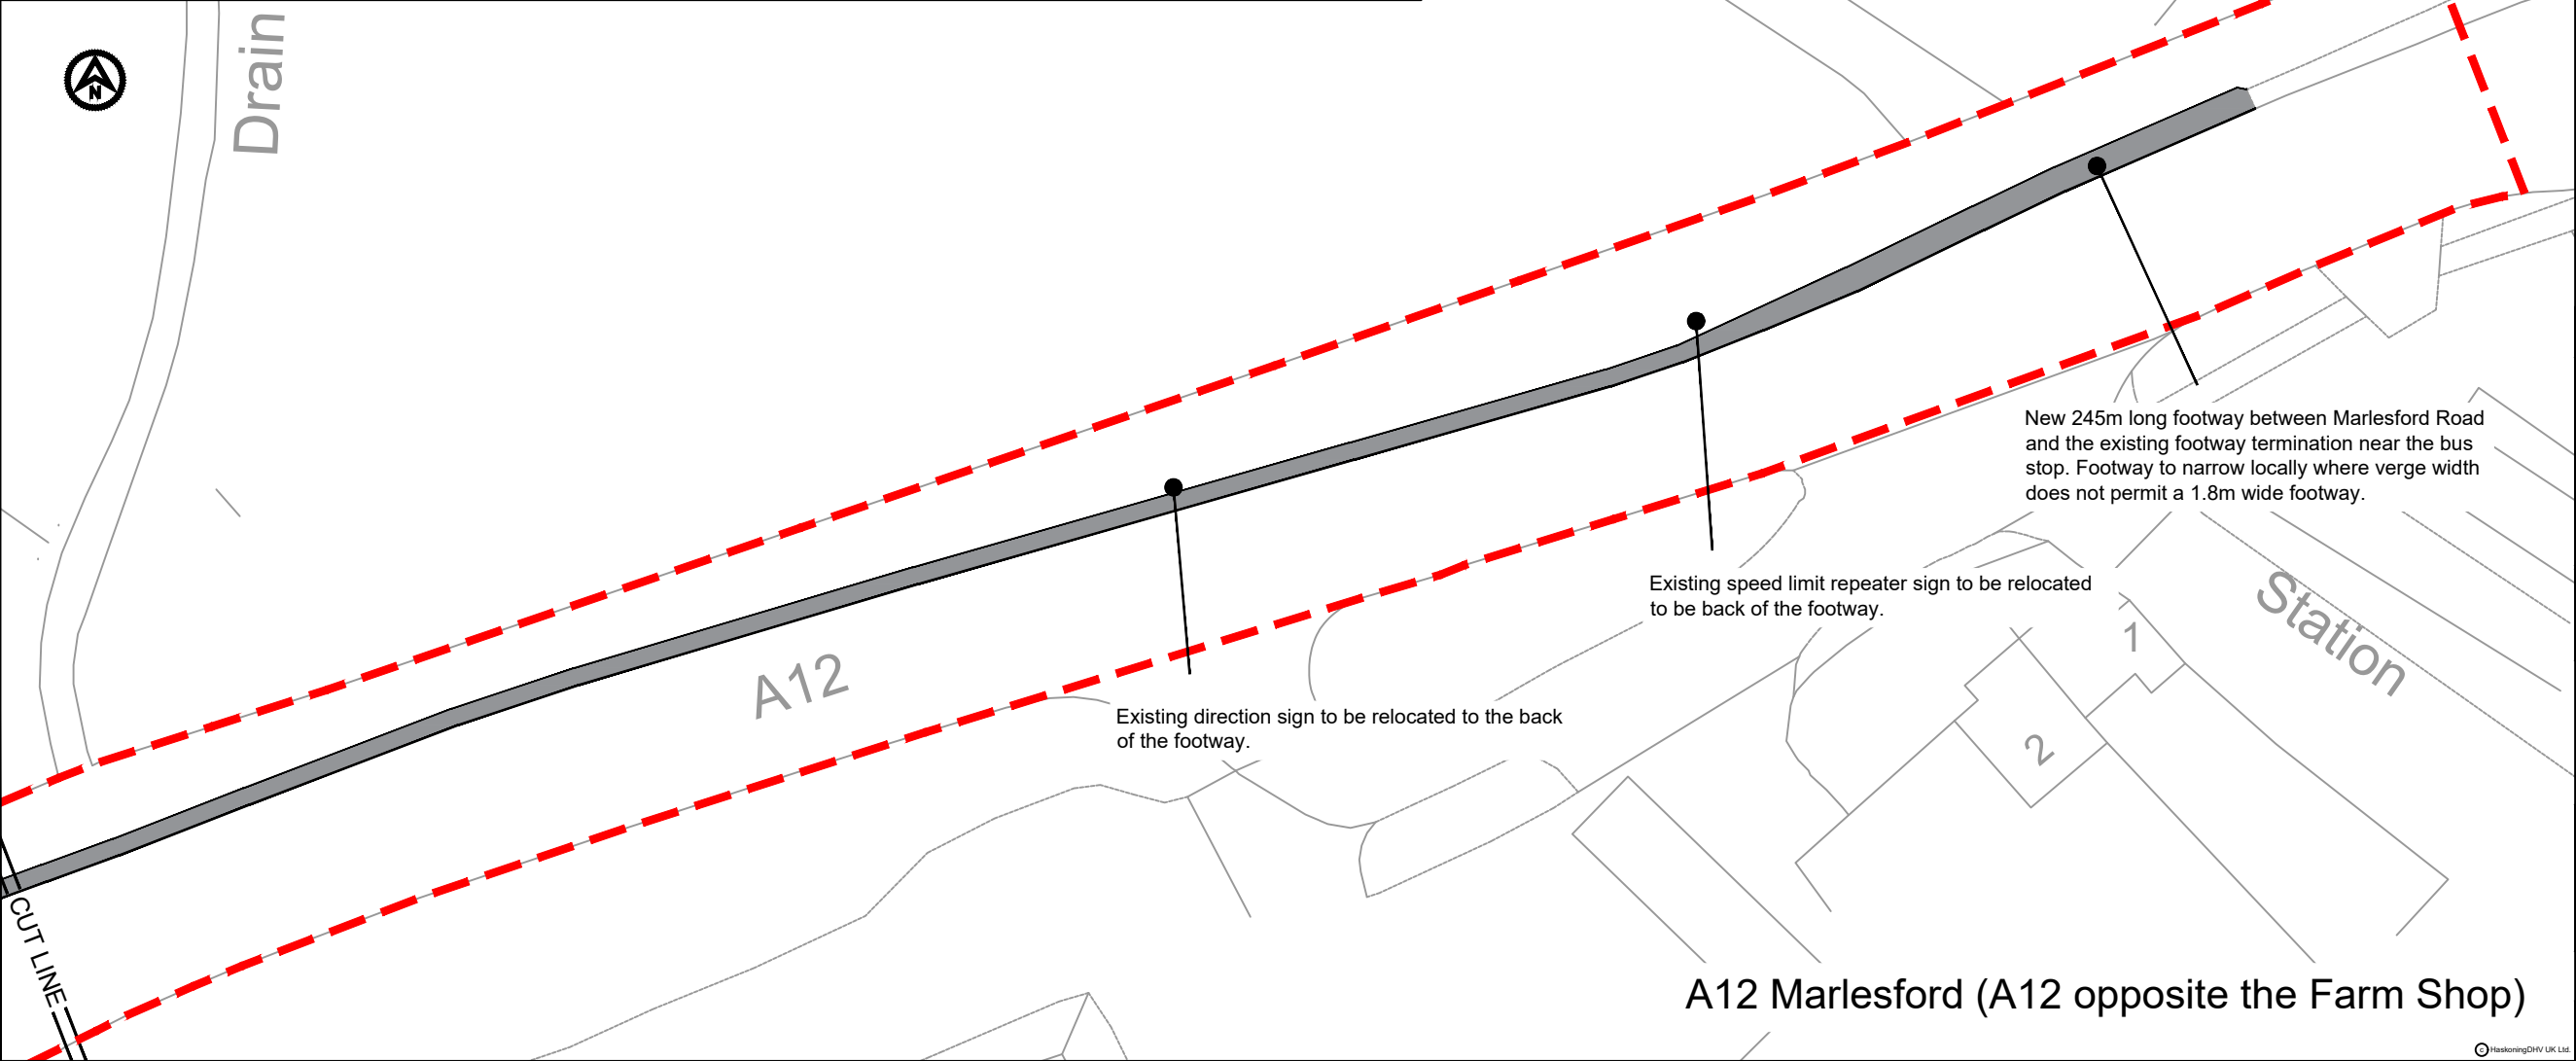 Drain
N
New 245m long footway between Marlesford Road
and the existing footway termination near the bus
stop. Footway to narrow locally where verge width
does not permit a 1.8m wide footway.
Existing speed limit repeater sign to be relocated
to be back of the footway.
Station
1
2
A12
Existing direction sign to be relocated to the back
of the footway.
CUT LINE
A12 Marlesford (A12 opposite the Farm Shop)
© HaskoningDHV UK Ltd.